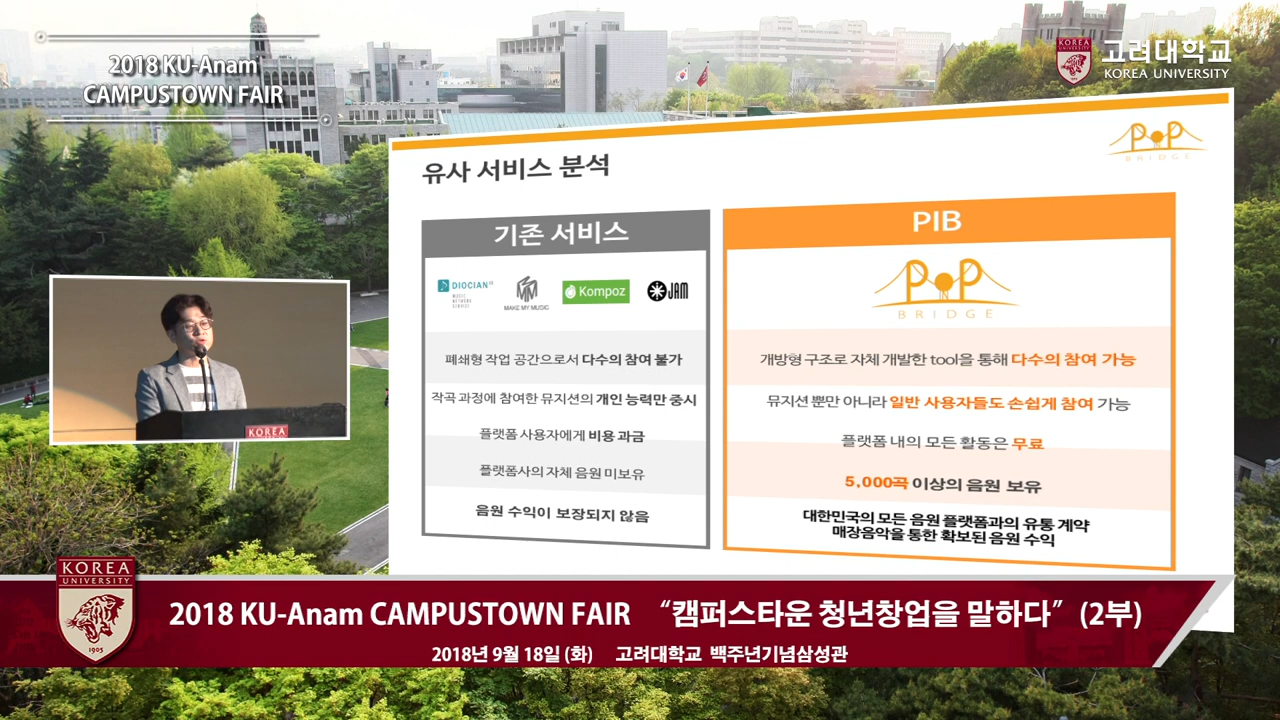 2018 KU-Anam
CAMPUSTOWN FAIR
KOREA
고려대학교
KOREA UNIVERSITY
POP
BRIDGE
유사 서비스 분석
기존 서비스
DIOCIAN
MUSIC
NETWORK
SERVICE
MAKE MY MUSIC
Kompoz
JAM
폐쇄형 작업 공간으로서 다수의 참여 불가
작곡 과정에 참여한 뮤지션의 개인 능력만 중시
플랫폼 사용자에게 비용 과금
플랫폼사의 자체 음원 미보유
음원 수익이 보장되지 않음
PIB
POP
IN
BRIDGE
개방형 구조로 자체 개발한 tool을 통해 다수의 참여 가능
뮤지션 뿐만 아니라 일반 사용자들도 손쉽게 참여 가능
플랫폼 내의 모든 활동은 무료
5,000곡 이상의 음원 보유
대한민국의 모든 음원 플랫폼과의 유통 계약
매장음악을 통한 확보된 음원 수익
KOREA
KOREA
UNIVERSITY
1905
2018 KU-Anam CAMPUSTOWN FAIR “캠퍼스타운 청년창업을 말하다” (2부)
2018년 9월 18일 (화) 고려대학교 백주년기념삼성관